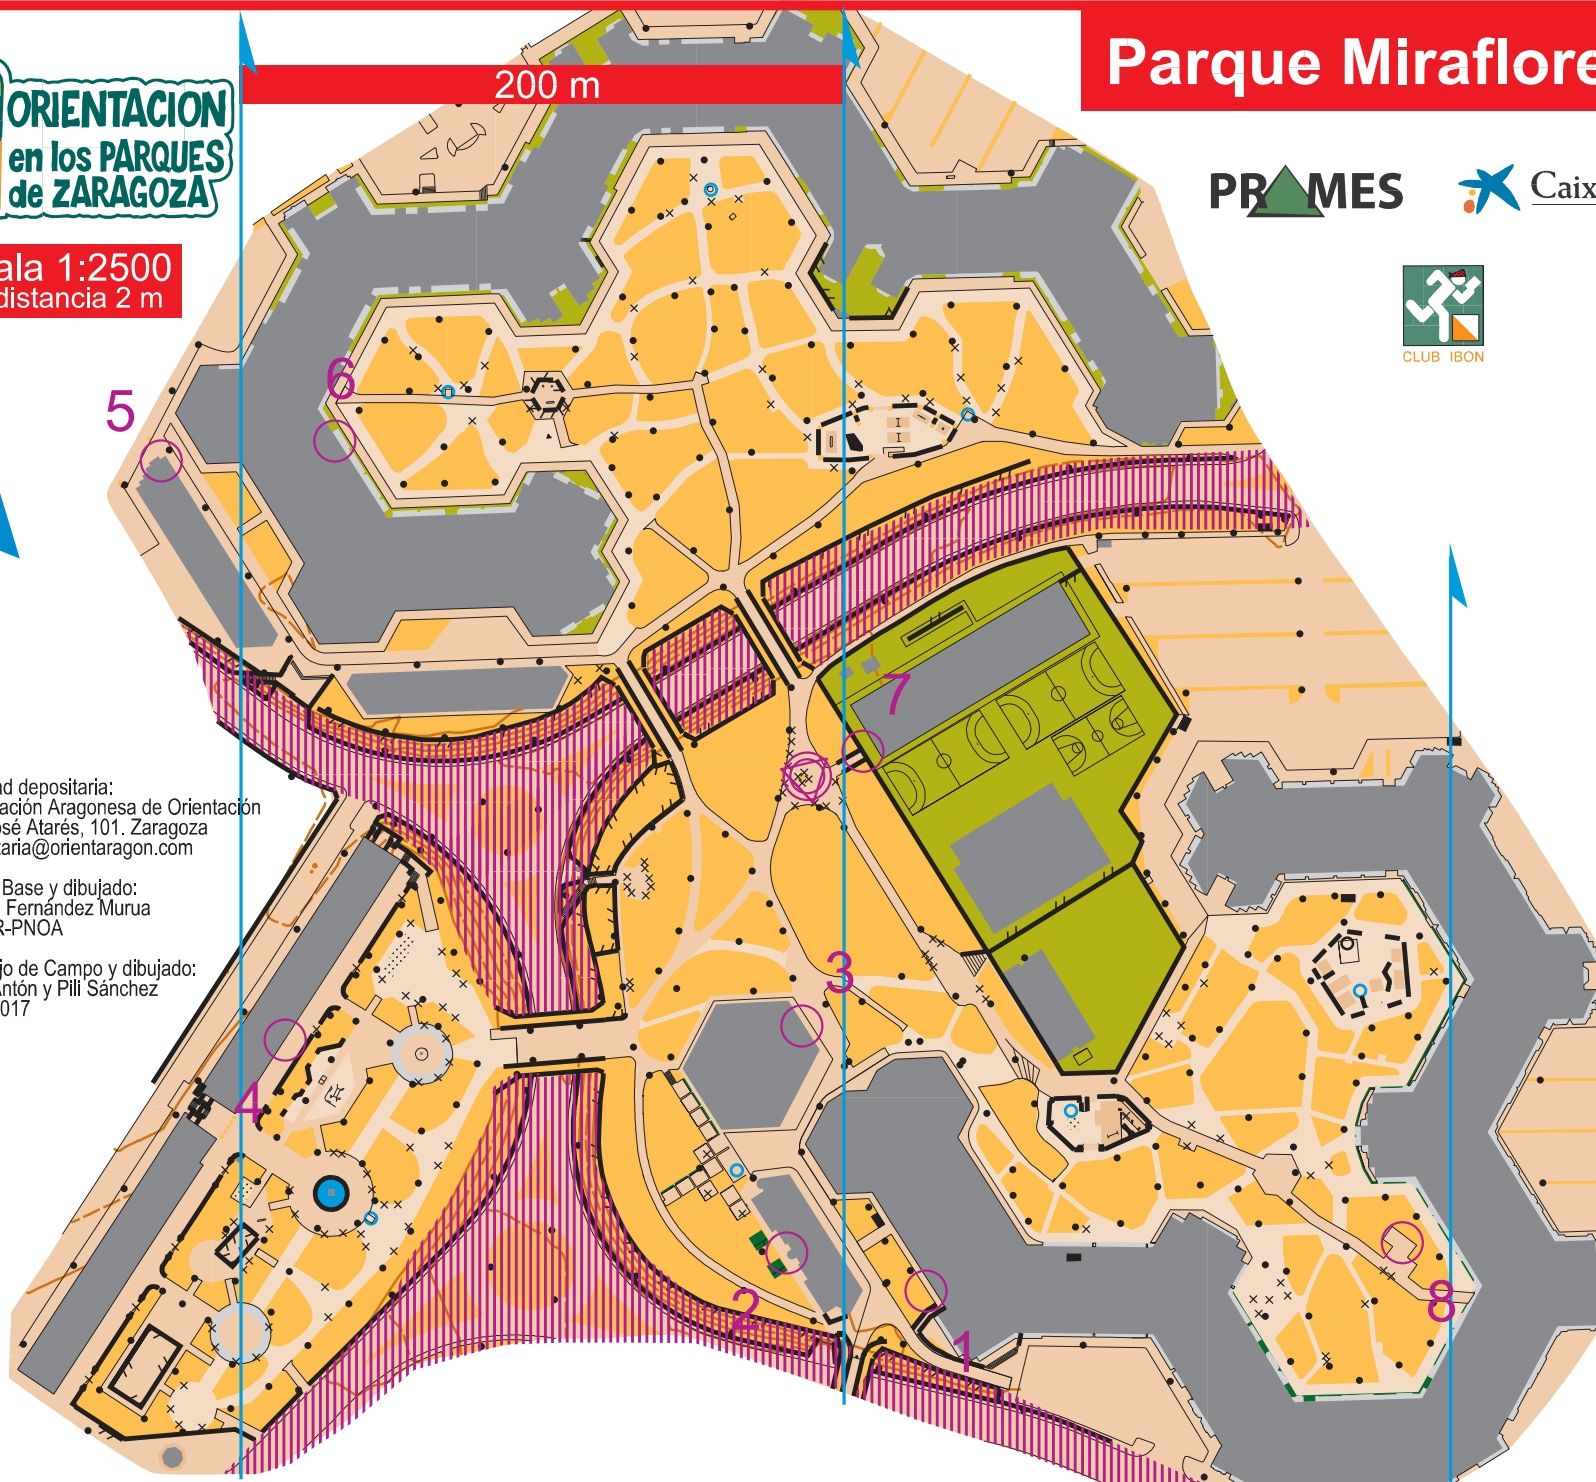 Parque Miraflore
200 m
ORIENTACION
en los PARQUES
de ZARAGOZA
PRAMES
Caix
ala 1:2500
distancia 2 m
CLUB IBON
5
6
7
ad depositaria:
ación Aragonesa de Orientación
osé Atarés, 101. Zaragoza
taria@orientaragon.com
Base y dibujado:
Fernández Murua
R-PNOA
jo de Campo y dibujado:
Antón y Pili Sánchez
017
3
4
8
2
1